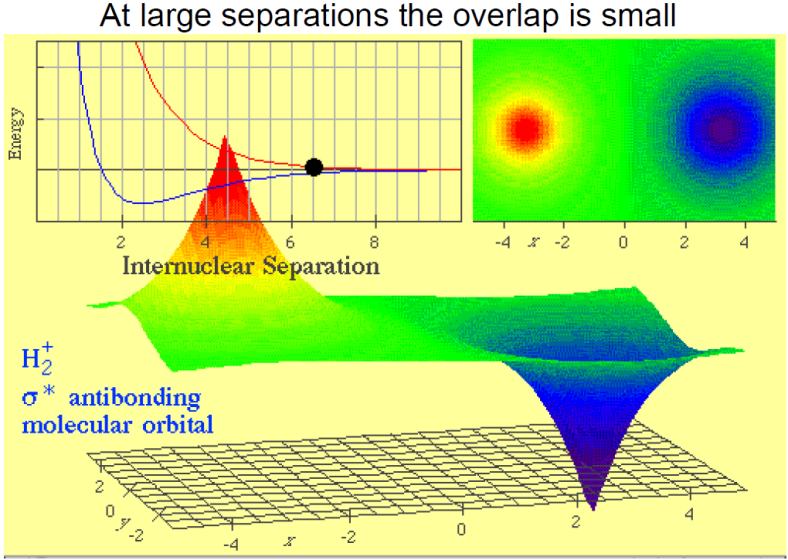 At large separations the overlap is small
Energy
2 4 6 8
Internuclear Separation
-4 x -2 0 2 4
H₂⁺
σ* antibonding
molecular orbital
2
0
y
-2
-4 x -2 0 2 4